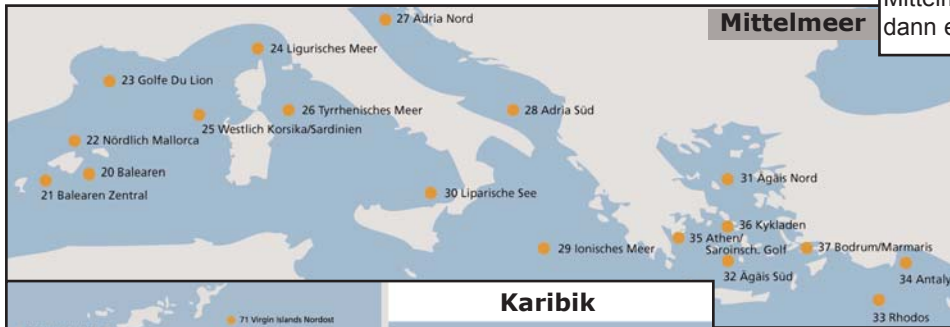 Mittelmeer
dann e
27 Adria Nord
24 Ligurisches Meer
23 Golfe Du Lion
26 Tyrrhenisches Meer
28 Adria Süd
25 Westlich Korsika/Sardinien
22 Nördlich Mallorca
20 Balearen
21 Balearen Zentral
31 Ägäis Nord
30 Liparische See
36 Kykladen
35 Athen/
Saroinsch. Golf
29 Ionisches Meer
37 Bodrum/Marmaris
32 Ägäis Süd
34 Antaly
33 Rhodos
Karibik
71 Virgin Islands Nordost